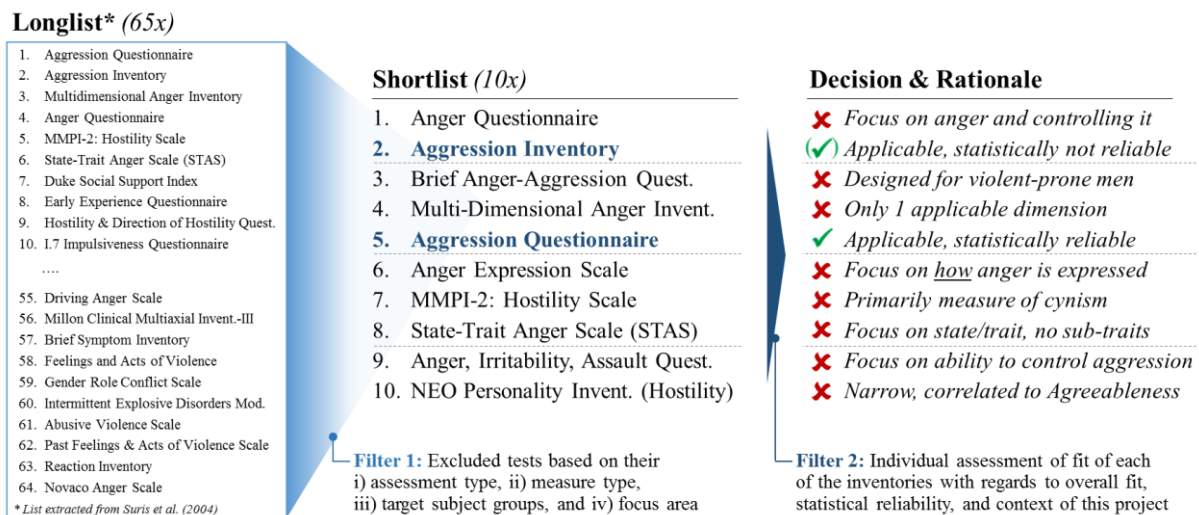 Longlist* (65x)
1. Aggression Questionnaire
2. Aggression Inventory
3. Multidimensional Anger Inventory
4. Anger Questionnaire
5. MMPI-2: Hostility Scale
6. State-Trait Anger Scale (STAS)
7. Duke Social Support Index
8. Early Experience Questionnaire
9. Hostility & Direction of Hostility Quest.
10. I.7 Impulsiveness Questionnaire
....
55. Driving Anger Scale
56. Millon Clinical Multiaxial Invent.-III
57. Brief Symptom Inventory
58. Feelings and Acts of Violence
59. Gender Role Conflict Scale
60. Intermittent Explosive Disorders Mod.
61. Abusive Violence Scale
62. Past Feelings & Acts of Violence Scale
63. Reaction Inventory
64. Novaco Anger Scale
* List extracted from Suris et al. (2004)
Shortlist (10x)
1. Anger Questionnaire
2. Aggression Inventory
3. Brief Anger-Aggression Quest.
4. Multi-Dimensional Anger Invent.
5. Aggression Questionnaire
6. Anger Expression Scale
7. MMPI-2: Hostility Scale
8. State-Trait Anger Scale (STAS)
9. Anger, Irritability, Assault Quest.
10. NEO Personality Invent. (Hostility)
Filter 1: Excluded tests based on their
i) assessment type, ii) measure type,
iii) target subject groups, and iv) focus area
Decision & Rationale
✘ Focus on anger and controlling it
(✓) Applicable, statistically not reliable
✘ Designed for violent-prone men
✘ Only 1 applicable dimension
✓ Applicable, statistically reliable
✘ Focus on how anger is expressed
✘ Primarily measure of cynism
✘ Focus on state/trait, no sub-traits
✘ Focus on ability to control aggression
✘ Narrow, correlated to Agreeableness
Filter 2: Individual assessment of fit of each
of the inventories with regards to overall fit,
statistical reliability, and context of this project